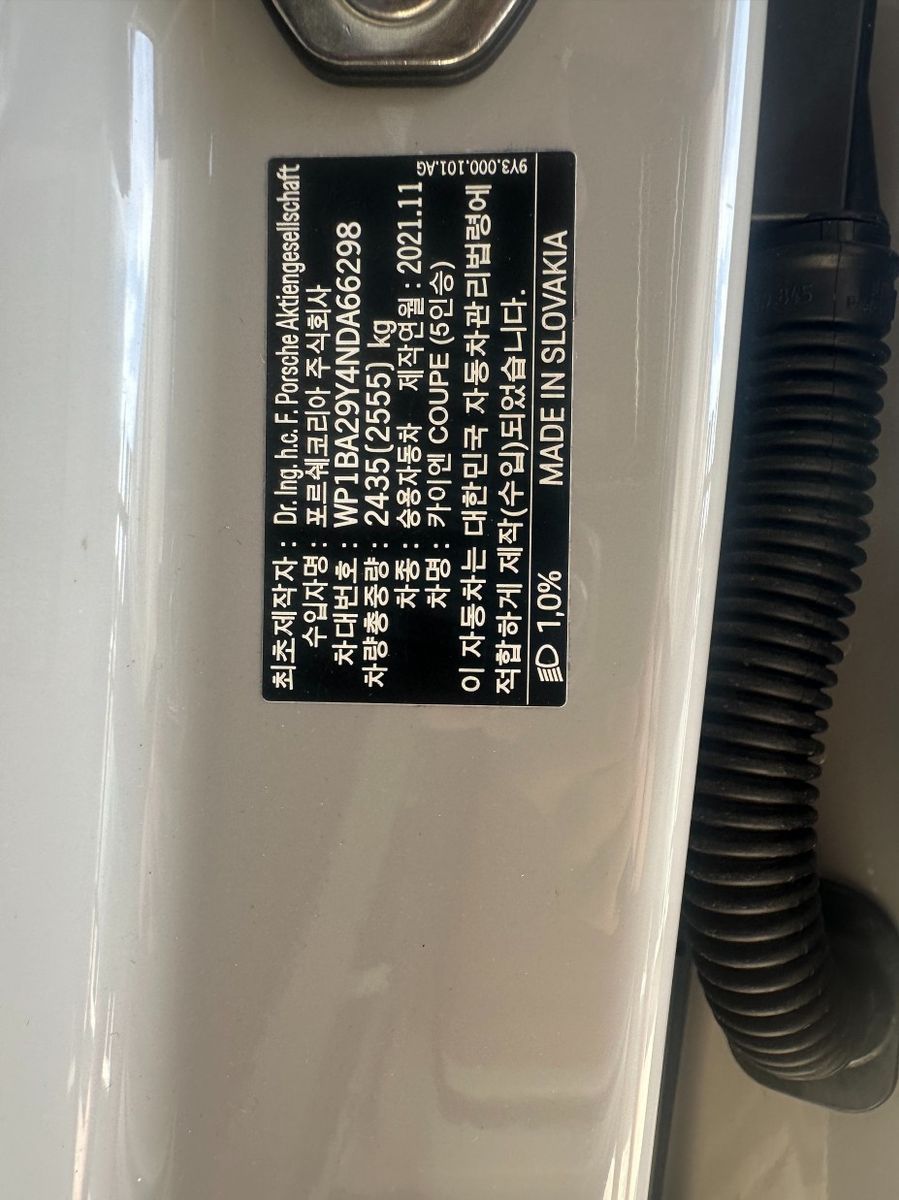 최초제작자 : Dr. Ing. h.c. F. Porsche Aktiengesellschaft
수입자명 : 포르쉐코리아 주식회사
차대번호 : WP1BA29Y4NDA66298
차량총중량 : 2435(2555) kg
차종 : 승용자동차 제작연월 : 2021.11
차명 : 카이엔 COUPE (5인승)
이 자동차는 대한민국 자동차관리법령에
적합하게 제작(수입)되었습니다.
9Y3.000.101.AG
1,0% MADE IN SLOVAKIA